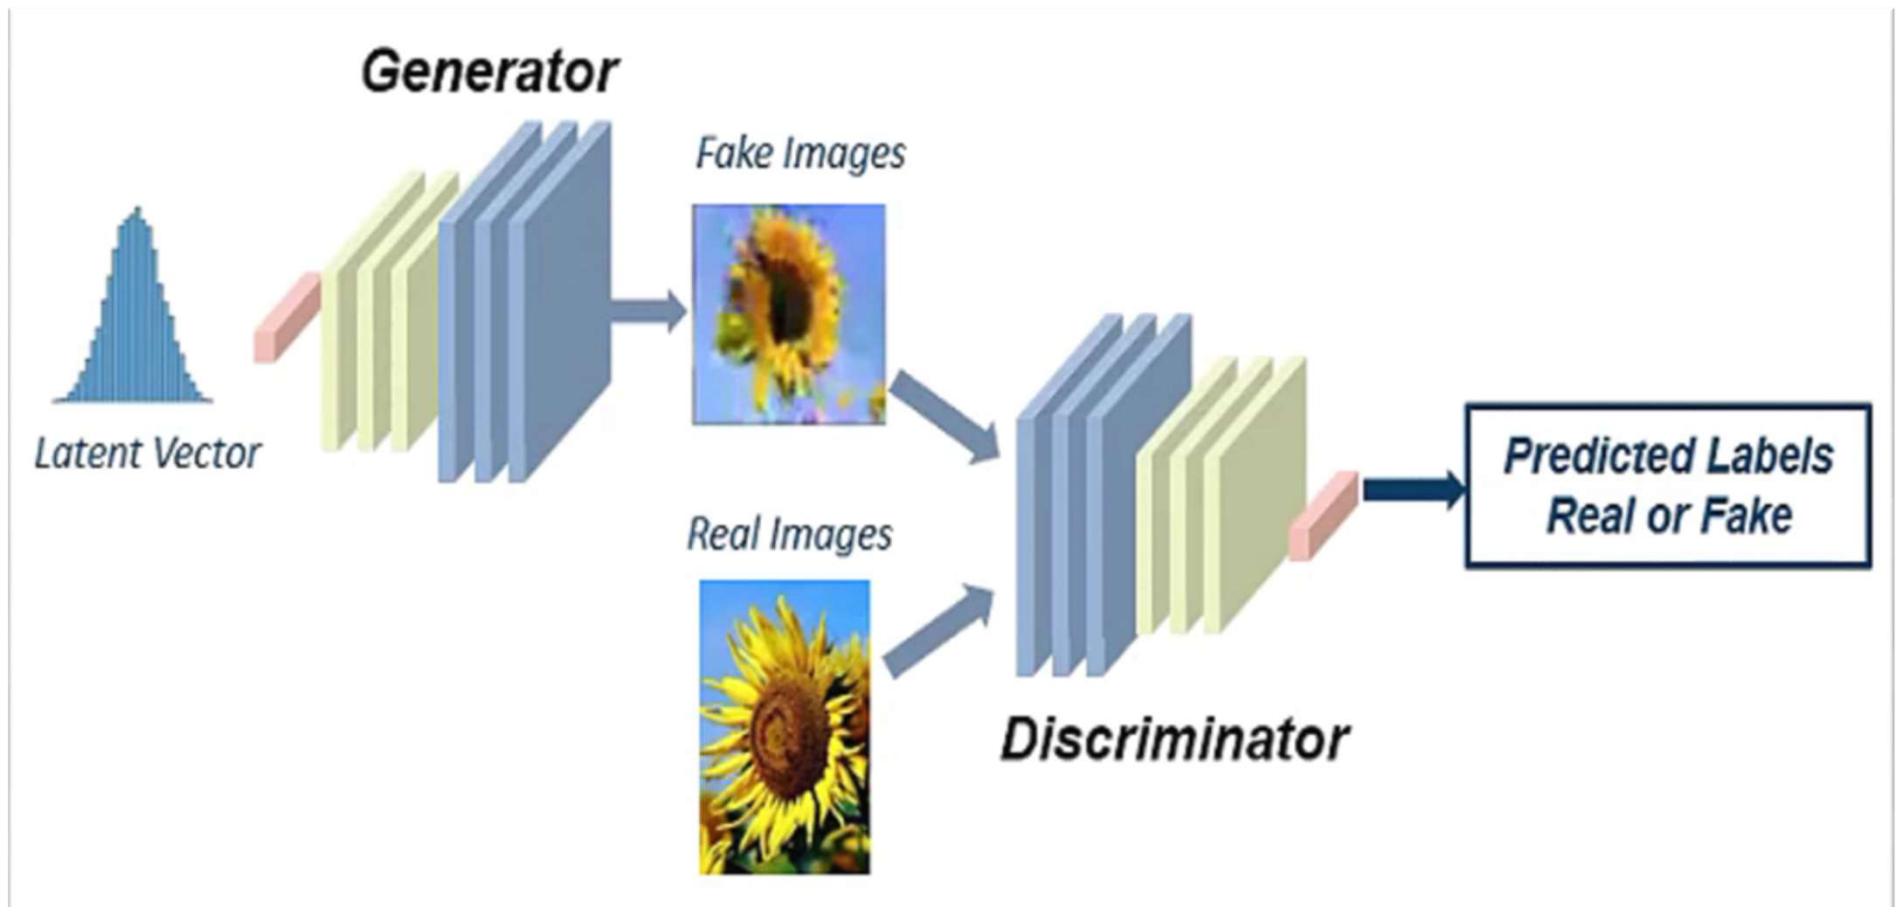 Generator
Fake Images
Latent Vector
Real Images
Predicted Labels
Real or Fake
Discriminator